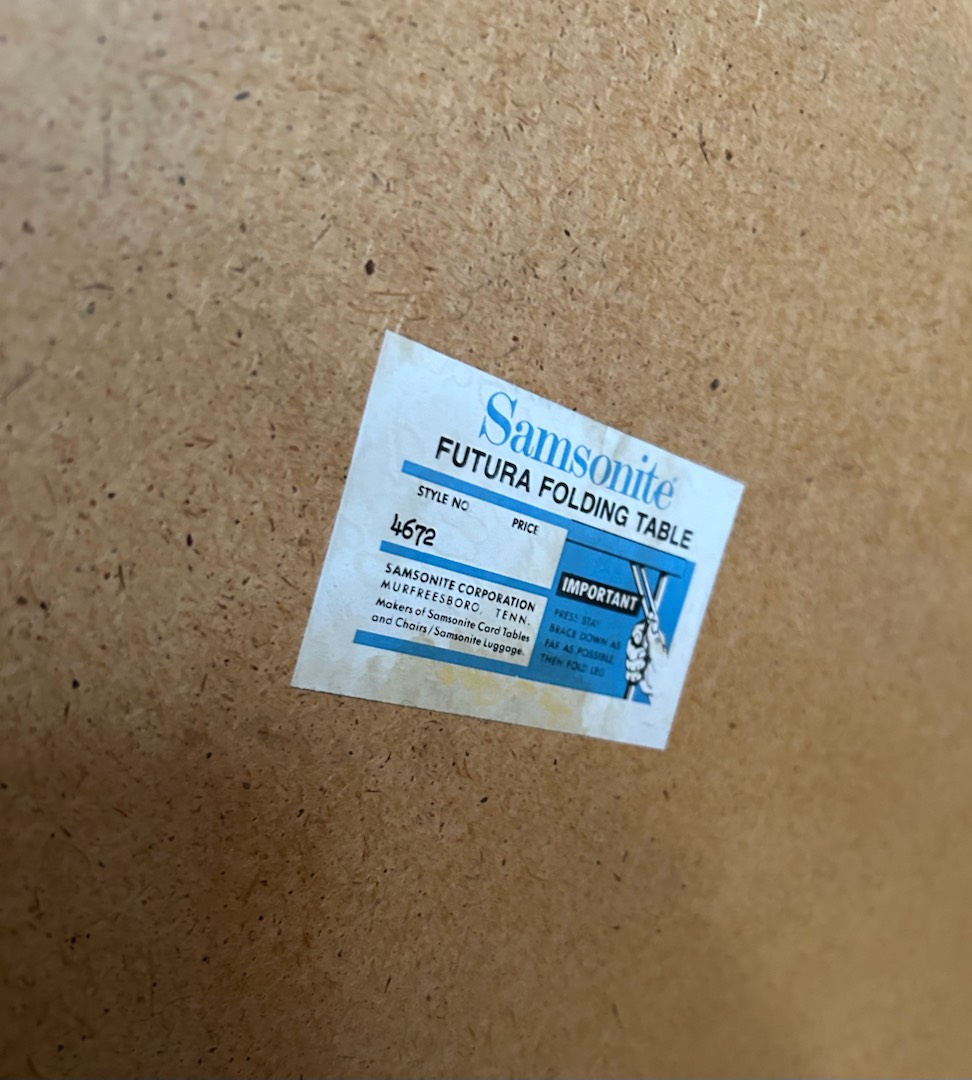 Samsonite
FUTURA FOLDING TABLE
STYLE NO. PRICE
4672
SAMSONITE CORPORATION
MURFREESBORO, TENN.
Makers of Samsonite Card Tables
and Chairs/Samsonite Luggage.
IMPORTANT
PRESS STAY
BRACE DOWN AS
FAR AS POSSIBLE
THEN FOLD LEG